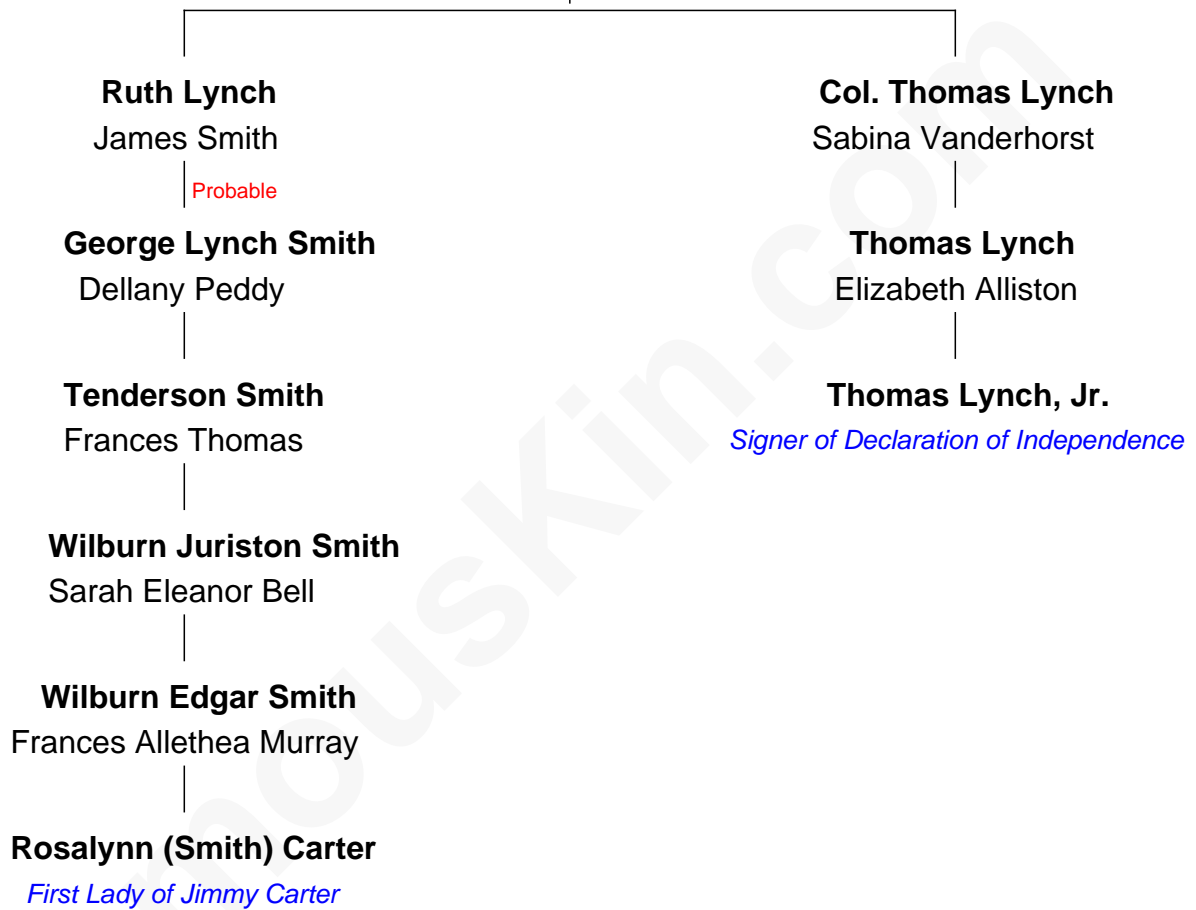 Ruth Lynch
James Smith
Probable
George Lynch Smith
Dellany Peddy
Tenderson Smith
Frances Thomas
Wilburn Juriston Smith
Sarah Eleanor Bell
Wilburn Edgar Smith
Frances Allethea Murray
Rosalynn (Smith) Carter
First Lady of Jimmy Carter
Col. Thomas Lynch
Sabina Vanderhorst
Thomas Lynch
Elizabeth Alliston
Thomas Lynch, Jr.
Signer of Declaration of Independence
mouskin.com